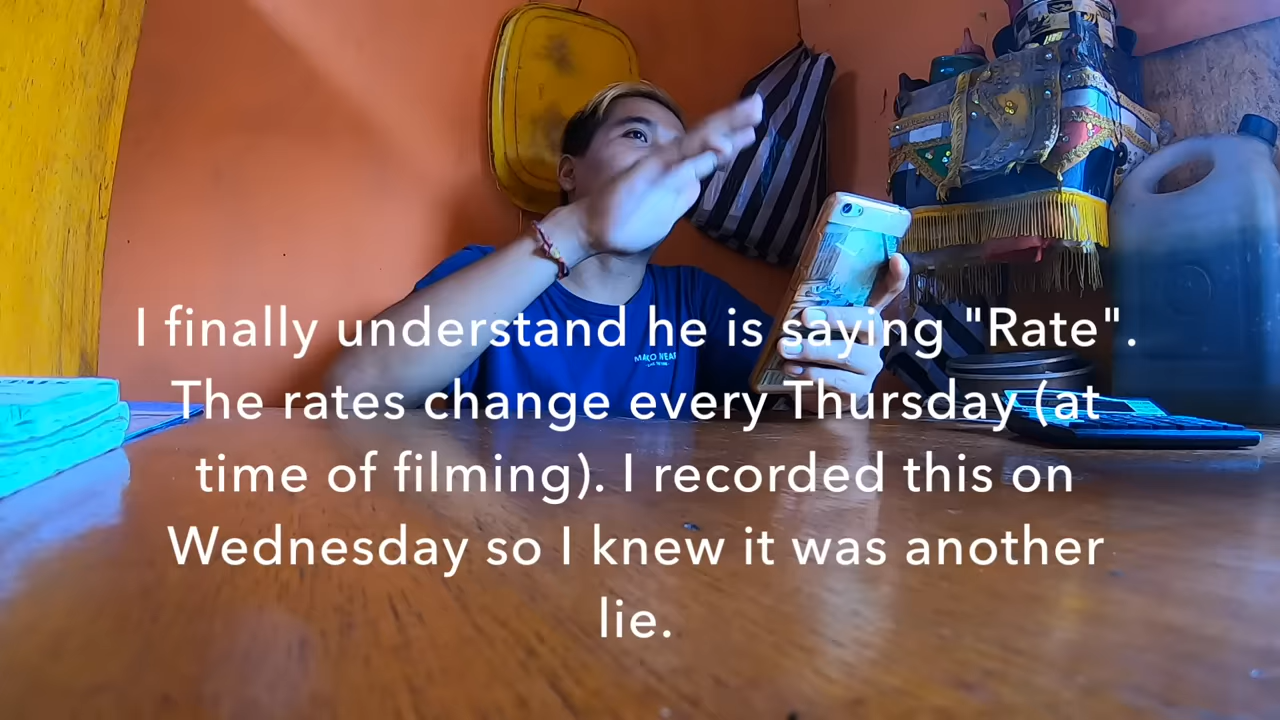 I finally understand he is saying "Rate".
The rates change every Thursday (at
time of filming). I recorded this on
Wednesday so I knew it was another
lie.